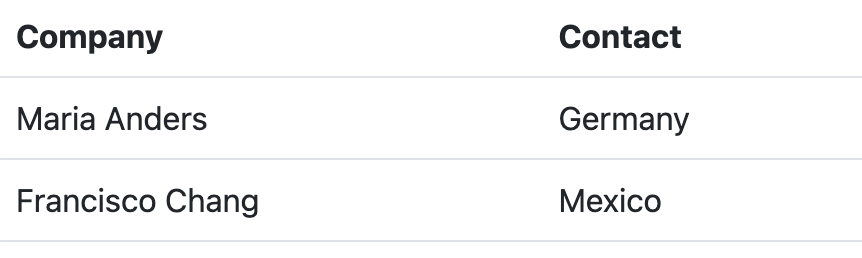 Company Contact
Maria Anders Germany
Francisco Chang Mexico